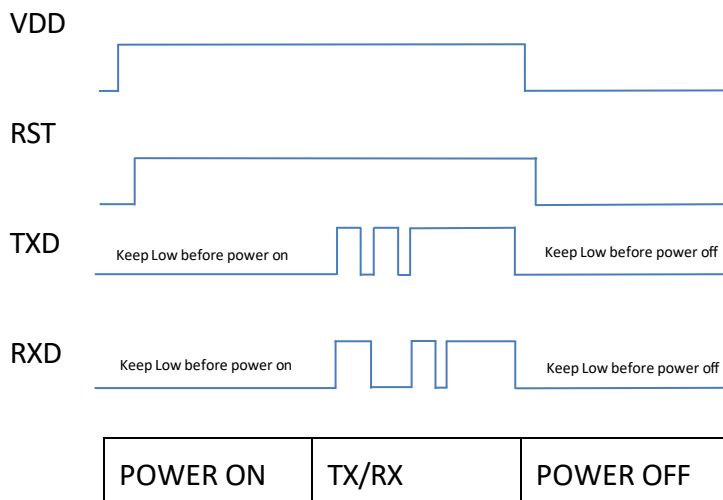 VDD
RST
TXD
Keep Low before power on
Keep Low before power off
RXD
Keep Low before power on
Keep Low before power off
POWER ON
TX/RX
POWER OFF